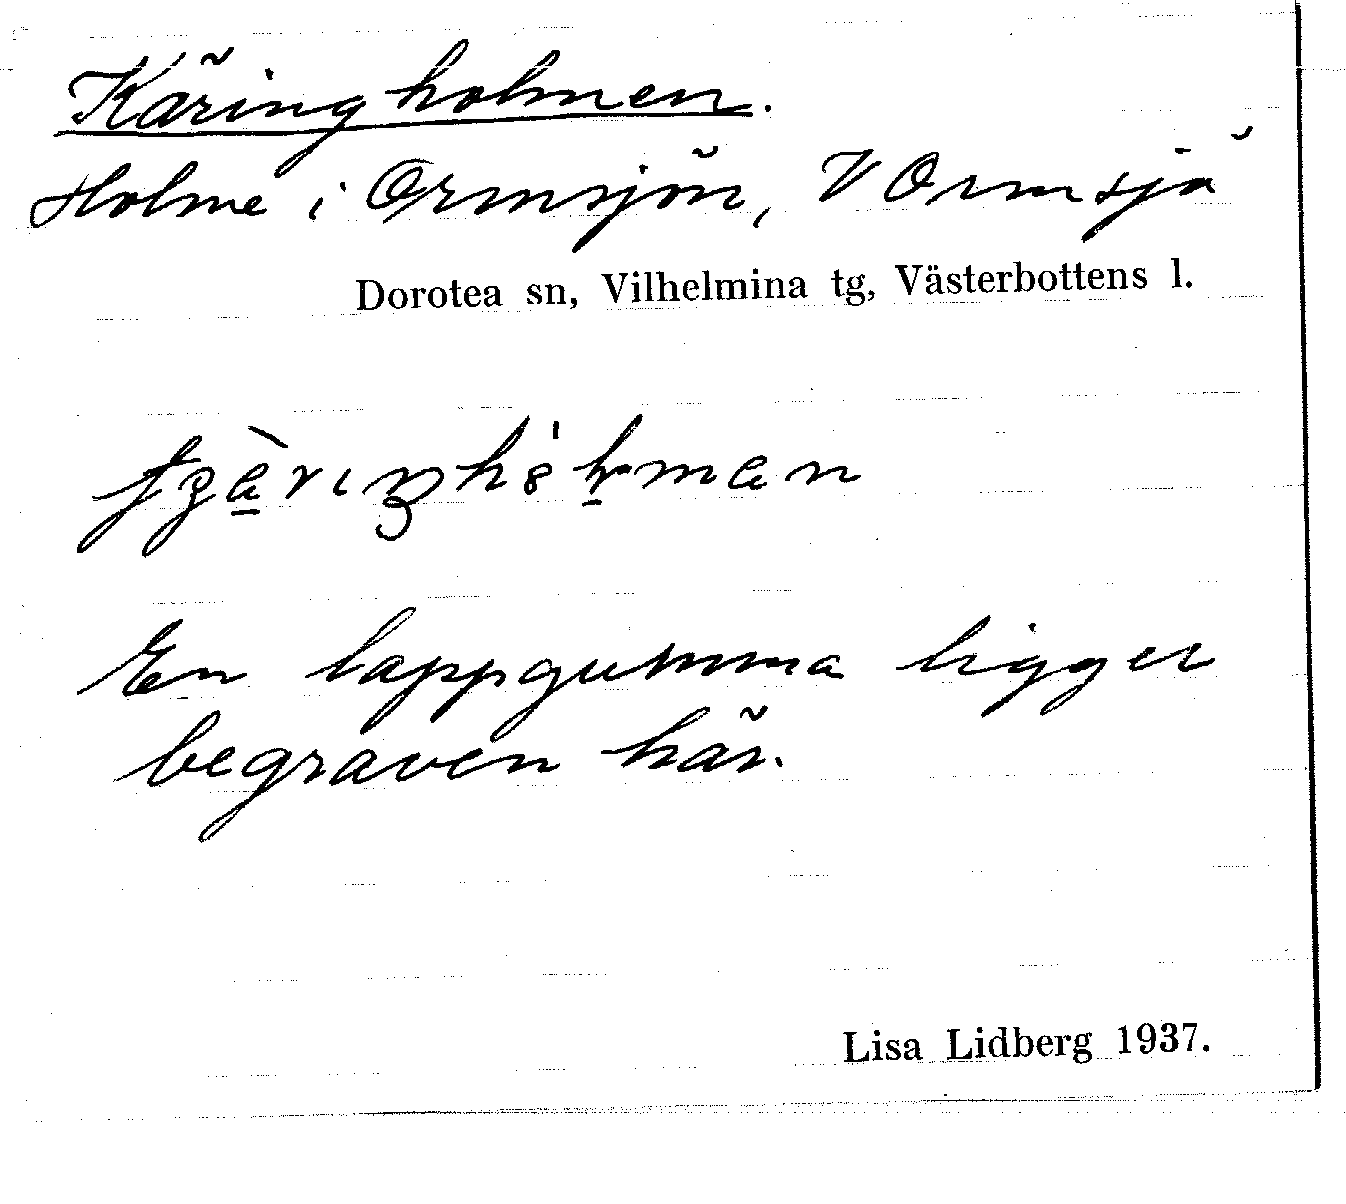 Käringholmen.
Holme i Ormsjön, V Ormsjö
Dorotea sn, Vilhelmina tg, Västerbottens l.
En lappgumma ligger
begraven här.
Lisa Lidberg 1937.